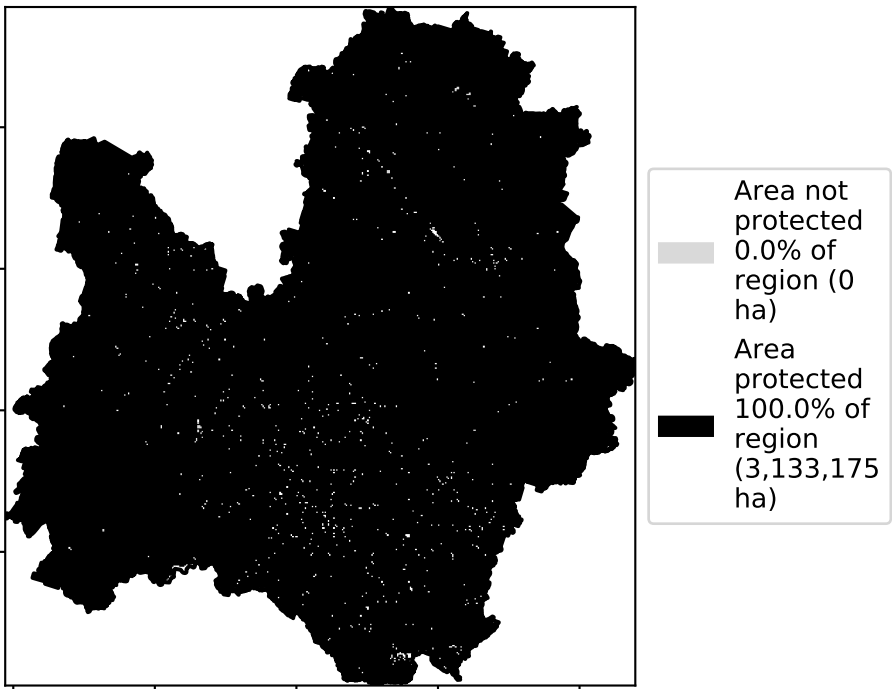 Area not
protected
0.0% of
region (0
ha)
Area
protected
100.0% of
region
(3,133,175
ha)